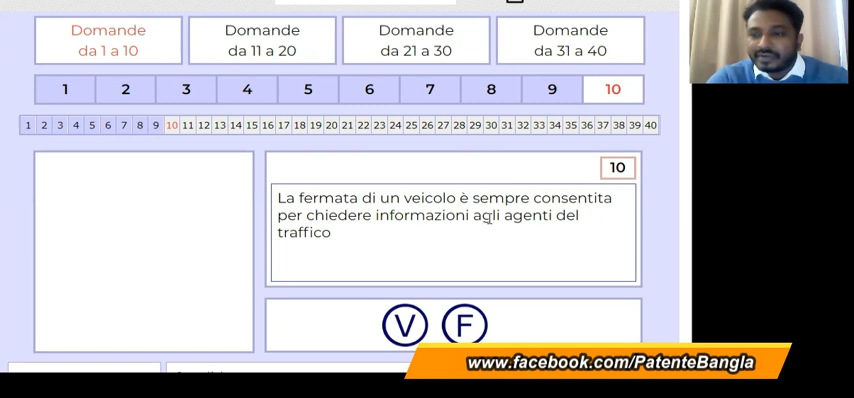 Domande
da 1 a 10
Domande
da 11 a 20
Domande
da 21 a 30
Domande
da 31 a 40
1 2 3 4 5 6 7 8 9 10
1 2 3 4 5 6 7 8 9 10 11 12 13 14 15 16 17 18 19 20 21 22 23 24 25 26 27 28 29 30 31 32 33 34 35 36 37 38 39 40
10
La fermata di un veicolo è sempre consentita
per chiedere informazioni agli agenti del
traffico
V F
www.facebook.com/PatenteBangla